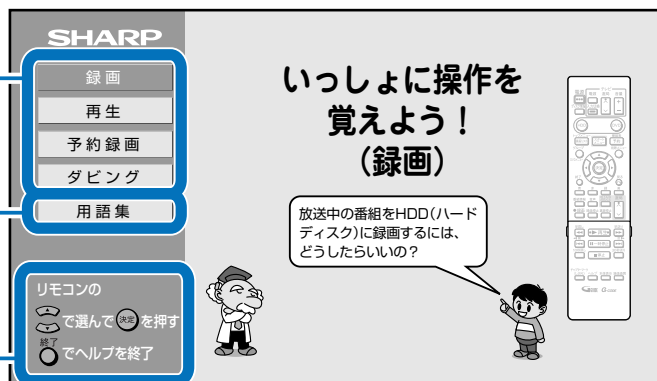 SHARP
録画
再生
予約録画
ダビング
用語集
リモコンの
で選んで 決定 を押す
終了
でヘルプを終了
いっしょに操作を
覚えよう！
（録画）
放送中の番組をHDD（ハード
ディスク）に録画するには、
どうしたらいいの？